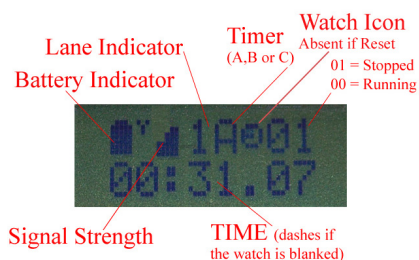 Watch Icon
Absent if Reset
01 = Stopped
00 = Running
Timer
(A,B or C)
Lane Indicator
Battery Indicator
1A 01
00:31.07
Signal Strength
TIME (dashes if
the watch is blanked)